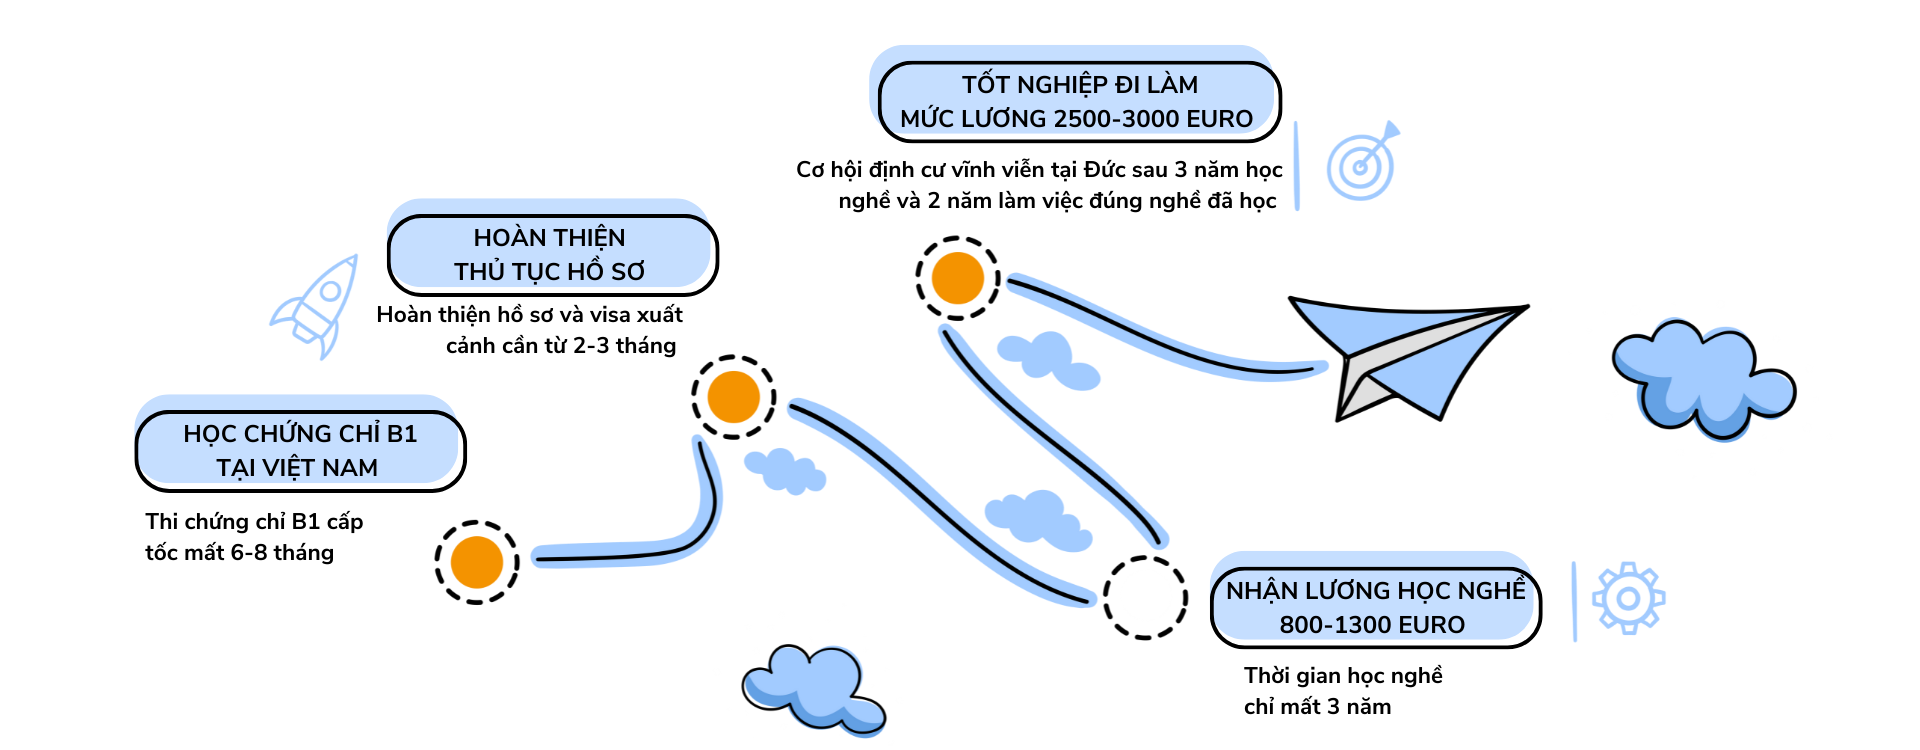 HỌC CHỨNG CHỈ B1
TẠI VIỆT NAM
Thi chứng chỉ B1 cấp
tốc mất 6-8 tháng
HOÀN THIỆN
THỦ TỤC HỒ SƠ
Hoàn thiện hồ sơ và visa xuất
cảnh cần từ 2-3 tháng
NHẬN LƯƠNG HỌC NGHỀ
800-1300 EURO
Thời gian học nghề
chỉ mất 3 năm
TỐT NGHIỆP ĐI LÀM
MỨC LƯƠNG 2500-3000 EURO
Cơ hội định cư vĩnh viễn tại Đức sau 3 năm học
nghề và 2 năm làm việc đúng nghề đã học